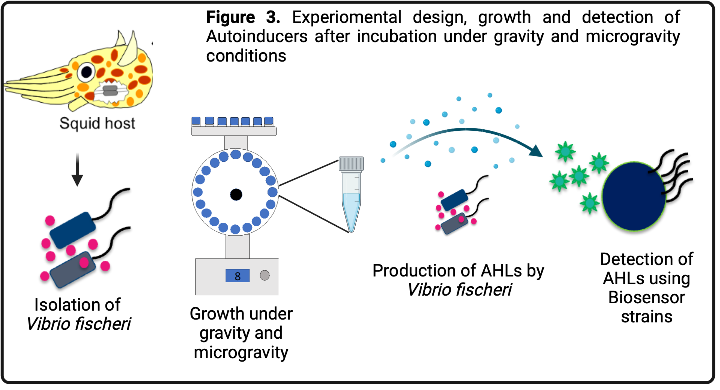 Figure 3. Experiomental design, growth and detection of
Autoinducers after incubation under gravity and microgravity
conditions
Squid host
Isolation of
Vibrio fischeri
8
Growth under
gravity and
microgravity
Production of AHLs by
Vibrio fischeri
Detection of
AHLs using
Biosensor
strains